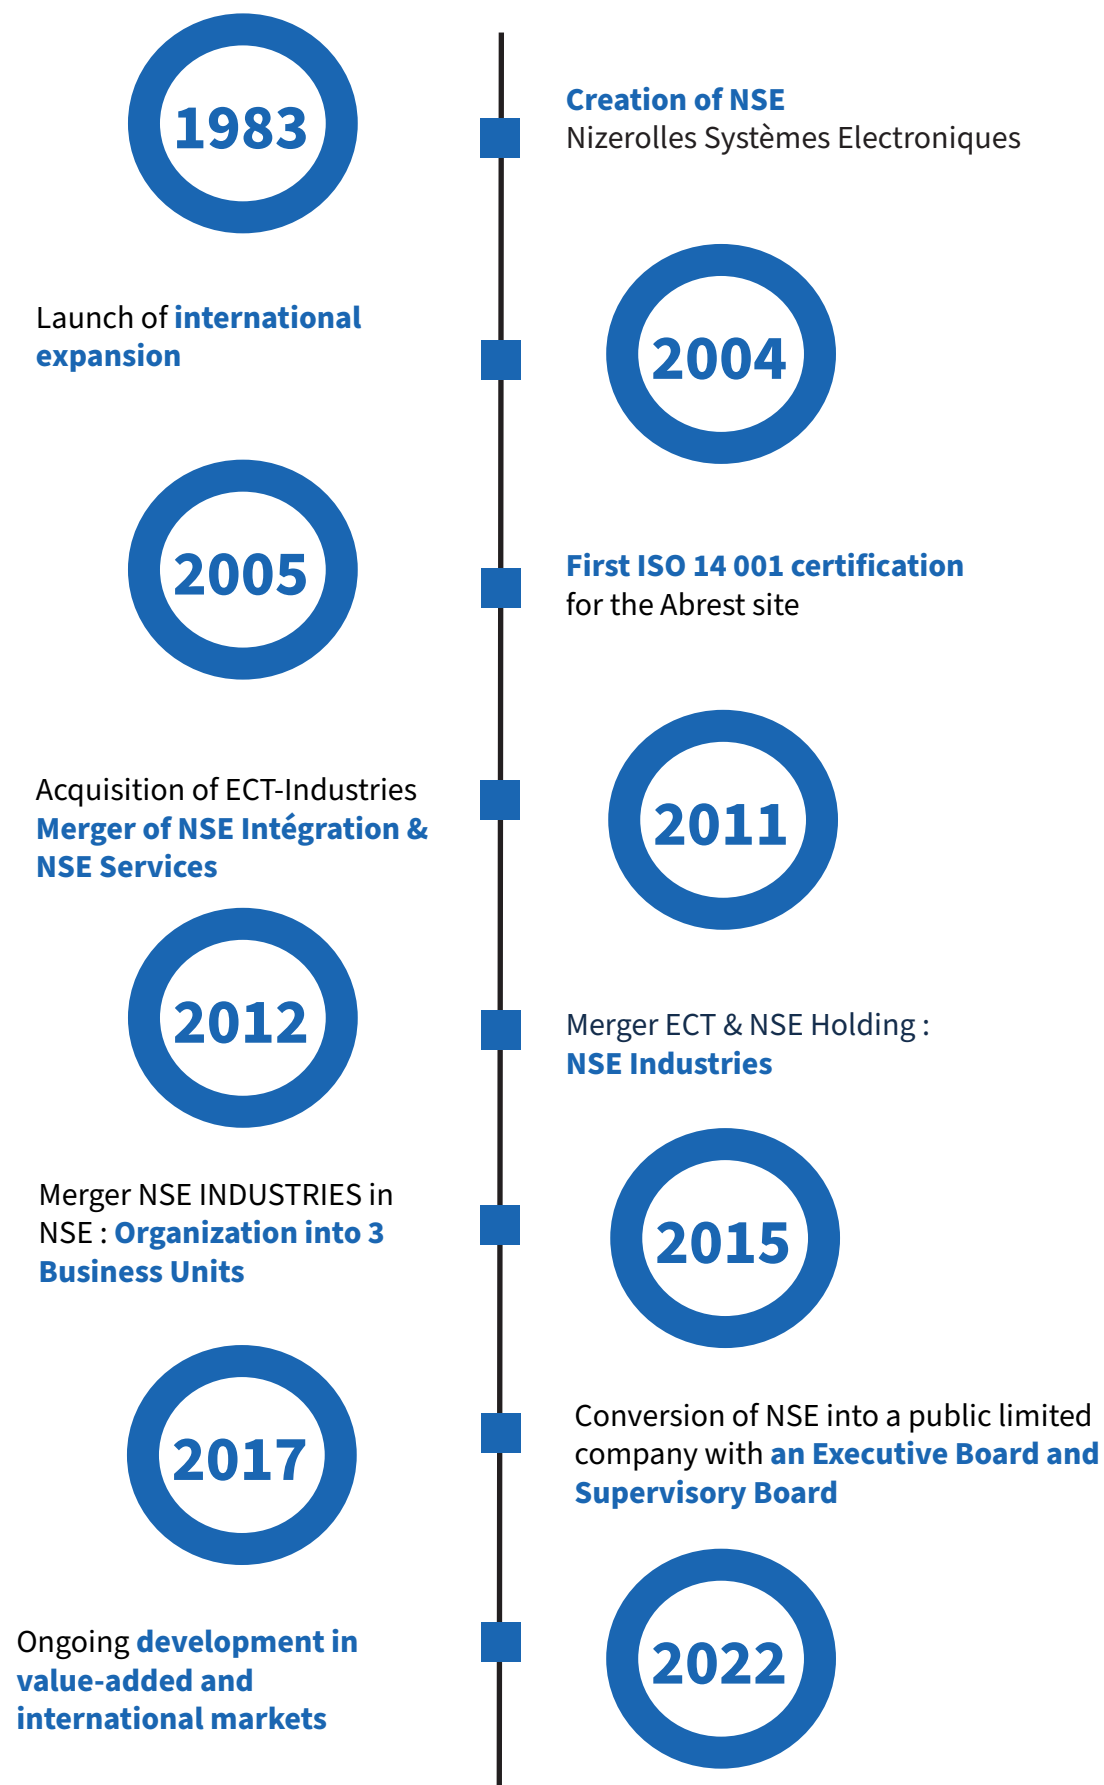 1983
Creation of NSE
Nizerolles Systèmes Electroniques
Launch of international
expansion
2004
2005
First ISO 14 001 certification
for the Abrest site
Acquisition of ECT-Industries
Merger of NSE Intégration &
NSE Services
2011
2012
Merger ECT & NSE Holding :
NSE Industries
Merger NSE INDUSTRIES in
NSE : Organization into 3
Business Units
2015
2017
Conversion of NSE into a public limited
company with an Executive Board and
Supervisory Board
Ongoing development in
value-added and
international markets
2022